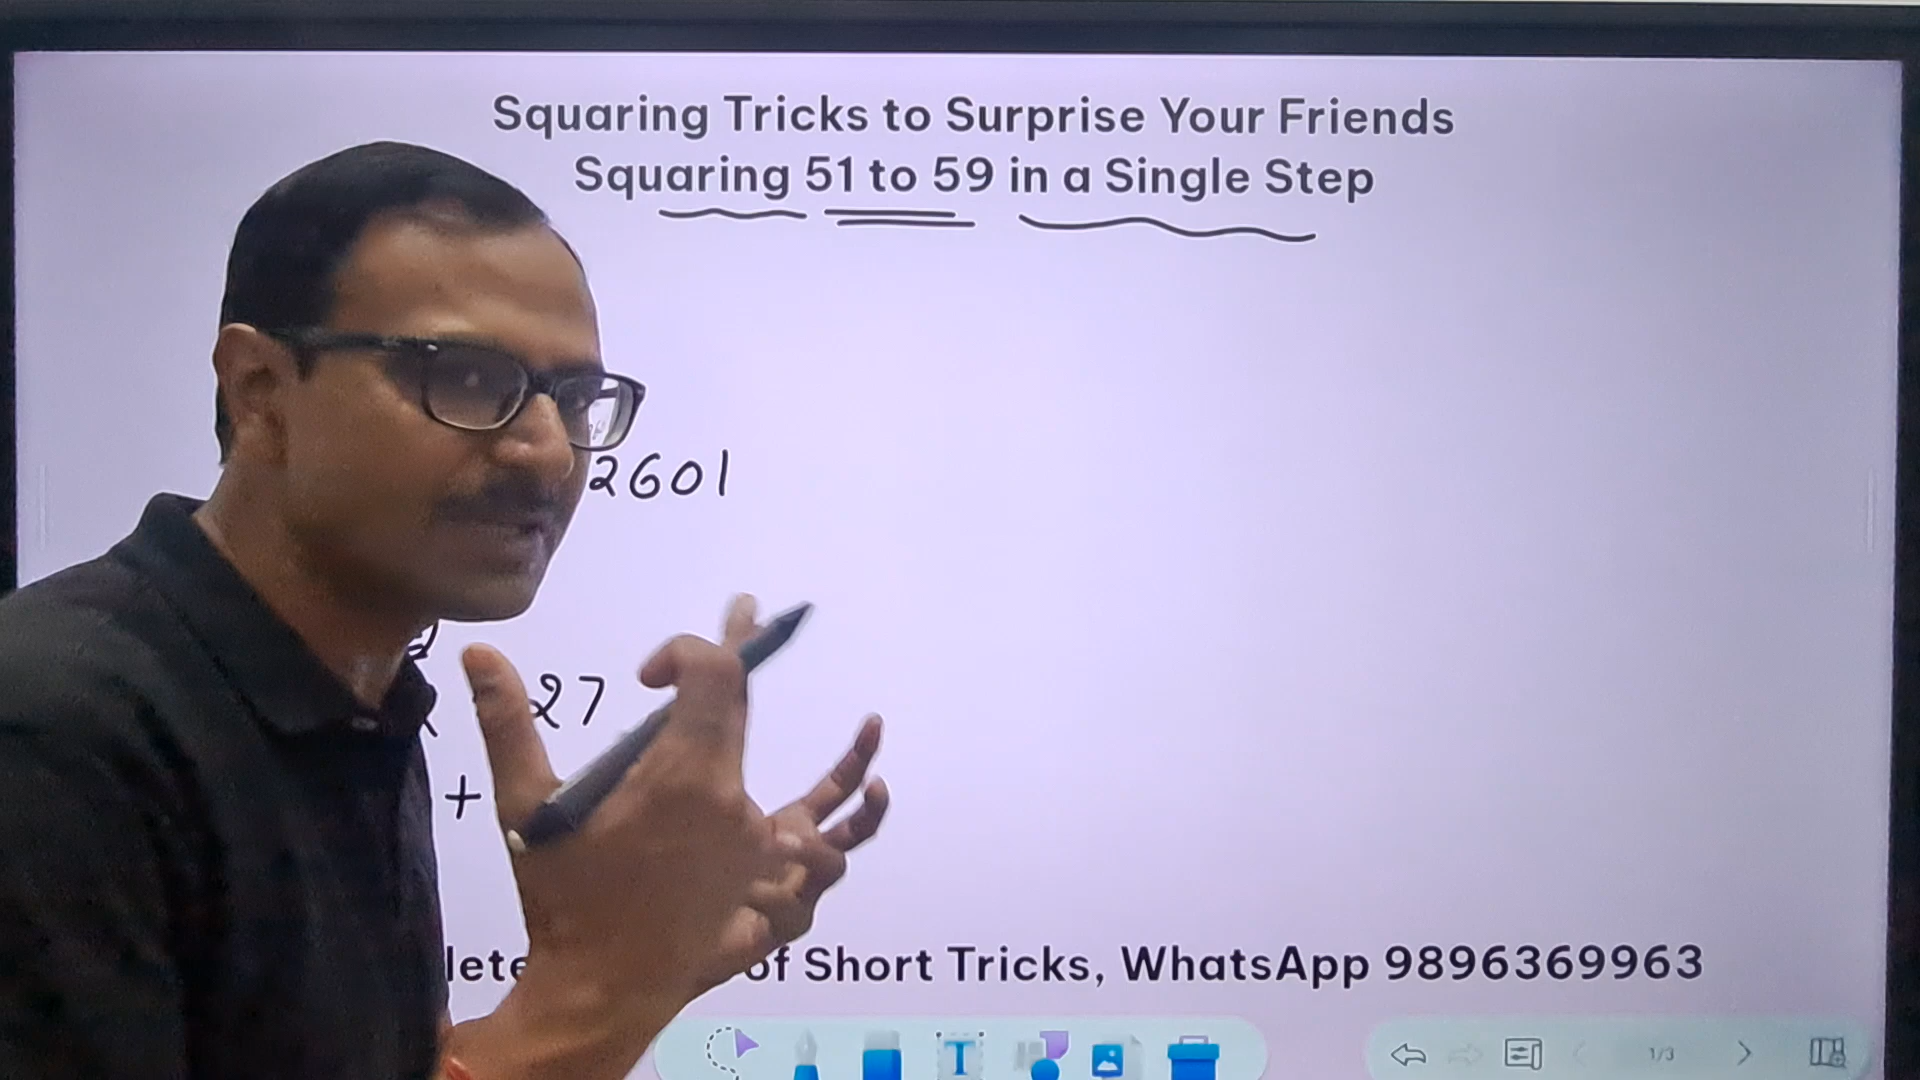 Squaring Tricks to Surprise Your Friends
Squaring 51 to 59 in a Single Step
2601
2
27
+
of Short Tricks, WhatsApp 9896369963
T
1/3